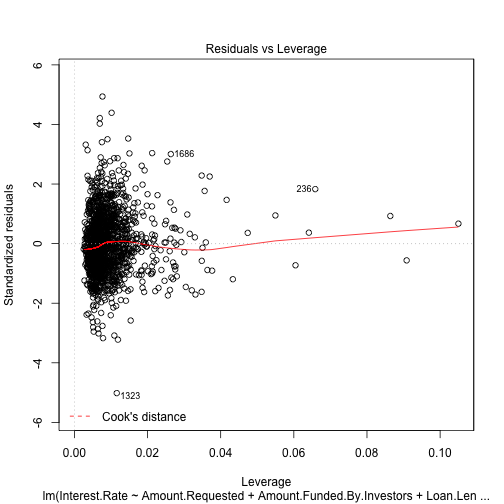 Residuals vs Leverage
Standardized residuals
6
4
2
0
-2
-4
-6
1686
236
1323
Cook's distance
0.00 0.02 0.04 0.06 0.08 0.10
Leverage
lm(Interest.Rate ~ Amount.Requested + Amount.Funded.By.Investors + Loan.Len ...